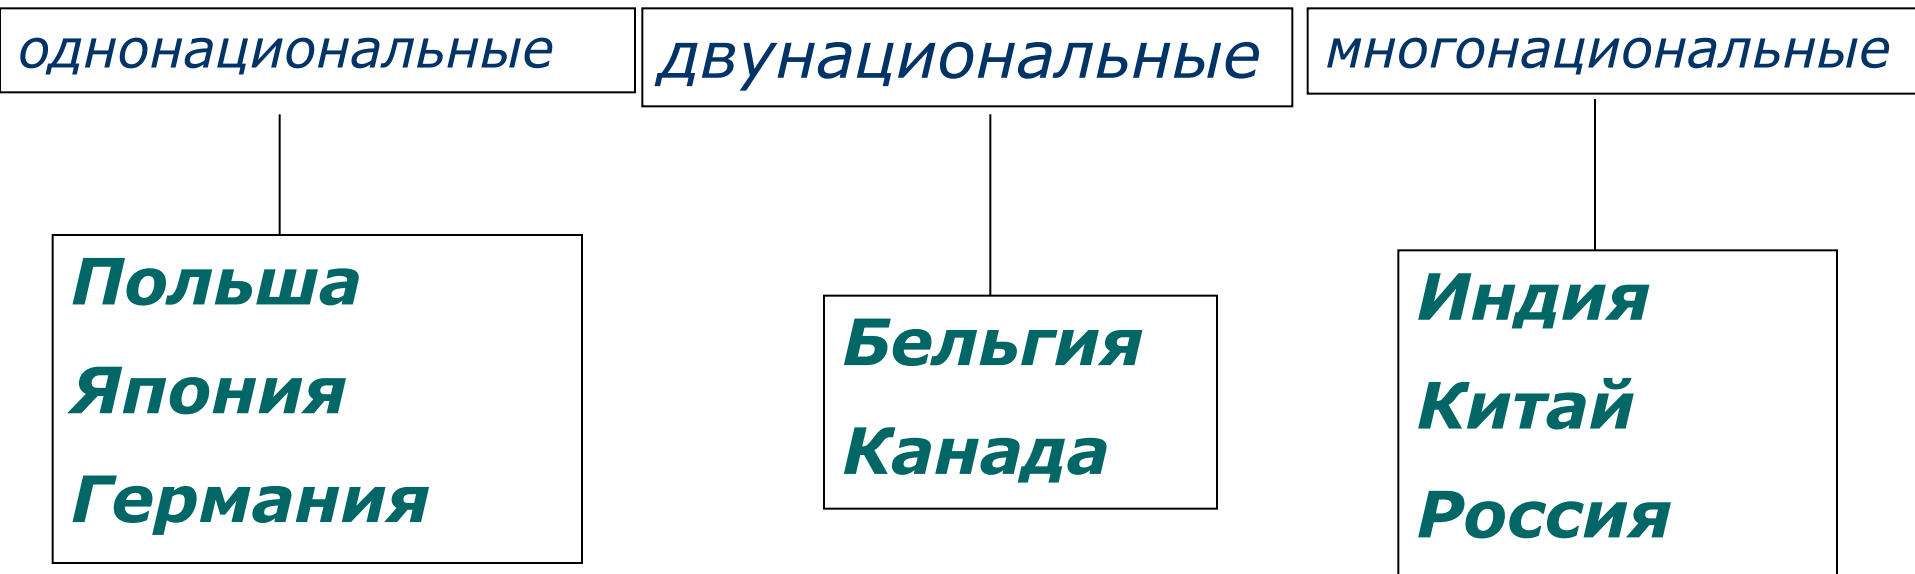 однонациональные
двунациональные
многонациональные
Польша
Япония
Германия
Бельгия
Канада
Индия
Китай
Россия